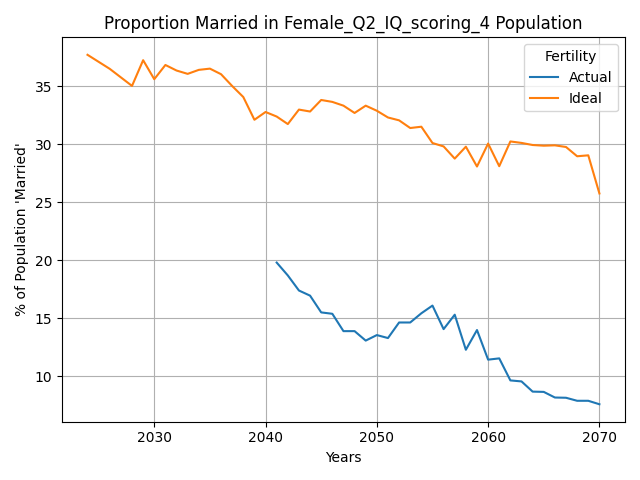 Proportion Married in Female_Q2_IQ_scoring_4 Population
Fertility
Actual
Ideal
% of Population 'Married'
35
30
25
20
15
10
2030
2040
2050
2060
2070
Years